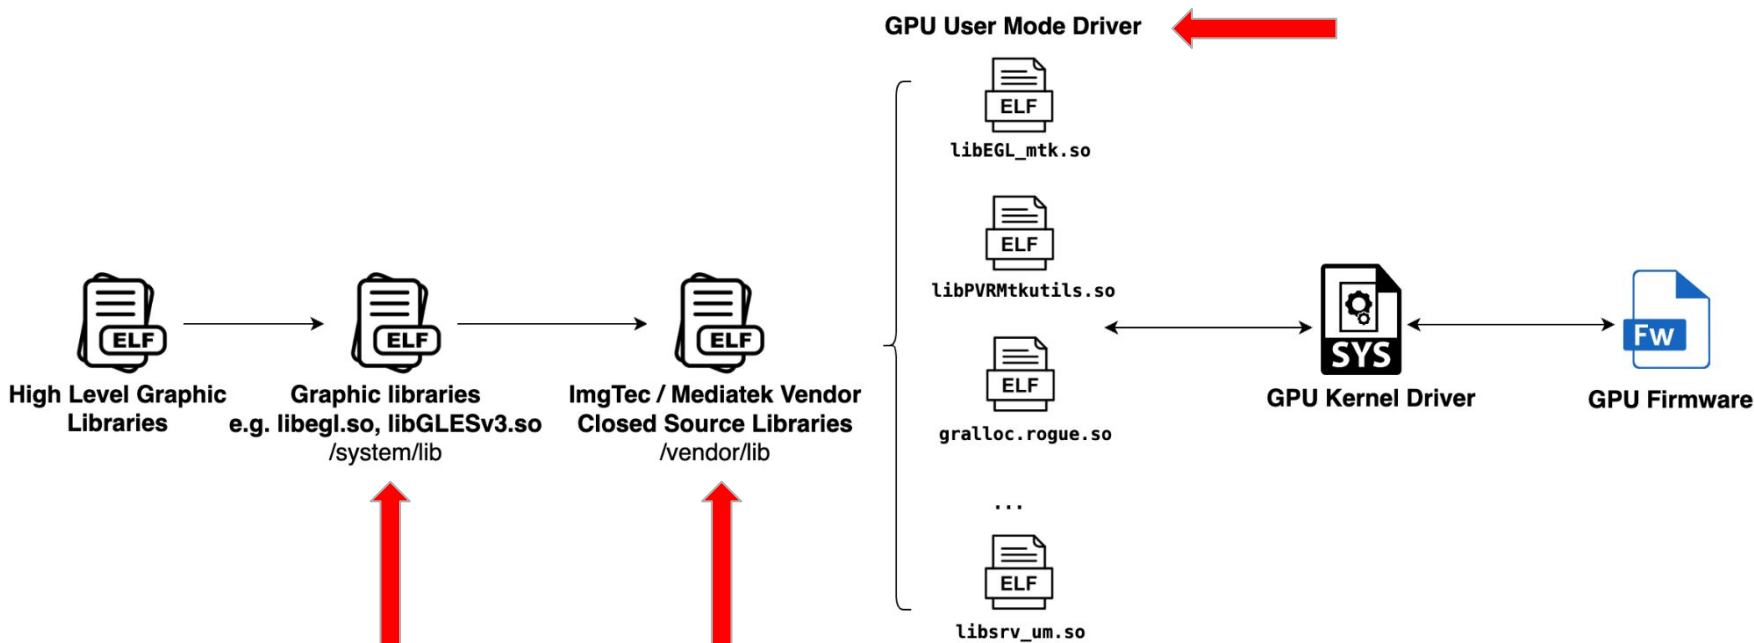 GPU User Mode Driver
ELF
libEGL_mtk.so
ELF
libPVRMtkutils.so
ELF
gralloc.rogue.so
...
ELF
libsrv_um.so
ELF
High Level Graphic
Libraries
ELF
Graphic libraries
e.g. libegl.so, libGLESv3.so
/system/lib
ELF
ImgTec / Mediatek Vendor
Closed Source Libraries
/vendor/lib
SYS
GPU Kernel Driver
FW
GPU Firmware